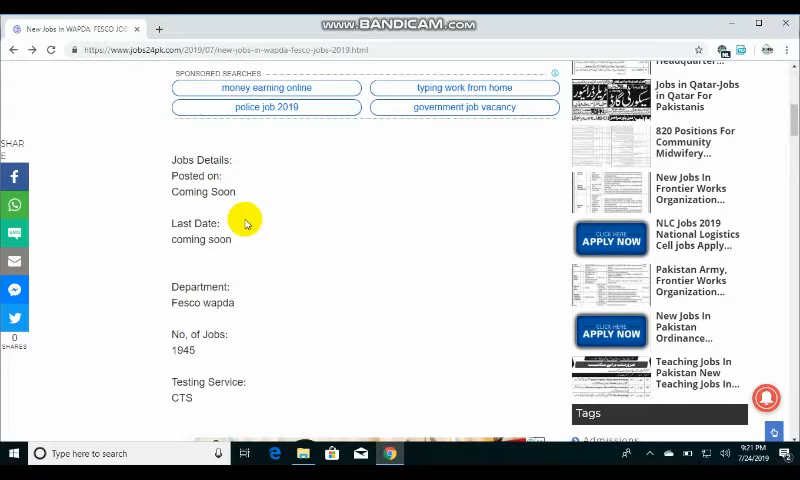 www.BANDICAM.com
New Jobs In WAPDA, FESCO JOB
https://www.jobs24pk.com/2019/07/new-jobs-in-wapda-fesco-jobs-2019.html
SPONSORED SEARCHES
money earning online
typing work from home
police job 2019
government job vacancy
SHAR
E
Jobs Details:
Posted on:
Coming Soon
Last Date:
coming soon
Department:
Fesco wapda
No, of Jobs:
1945
Testing Service:
CTS
0
SHARES
Headquarter...
Jobs in Qatar-Jobs
in Qatar For
Pakistanis
820 Positions For
Community
Midwifery...
New Jobs In
Frontier Works
Organization...
CLICK HERE
APPLY NOW
NLC Jobs 2019
National Logistics
Cell jobs Apply...
Pakistan Army,
Frontier Works
Organization...
CLICK HERE
APPLY NOW
New Jobs In
Pakistan
Ordinance...
Teaching Jobs In
Pakistan New
Teaching Jobs In...
Tags
Admissions
Type here to search
9:21 PM
7/24/2019
2